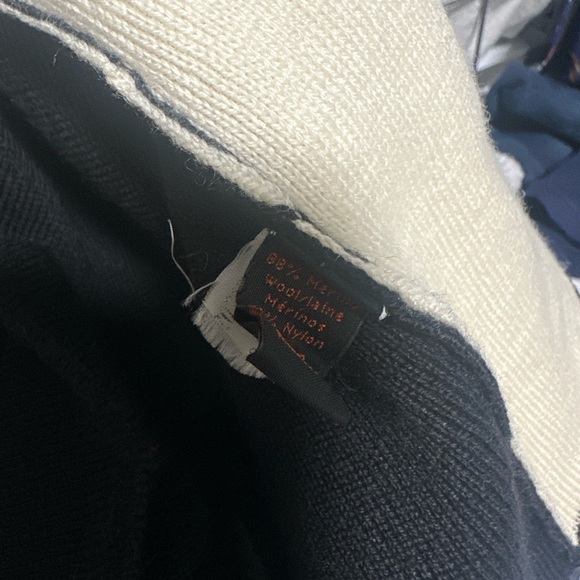 88% Merino
wool/laine
Mérinos
% Nylon